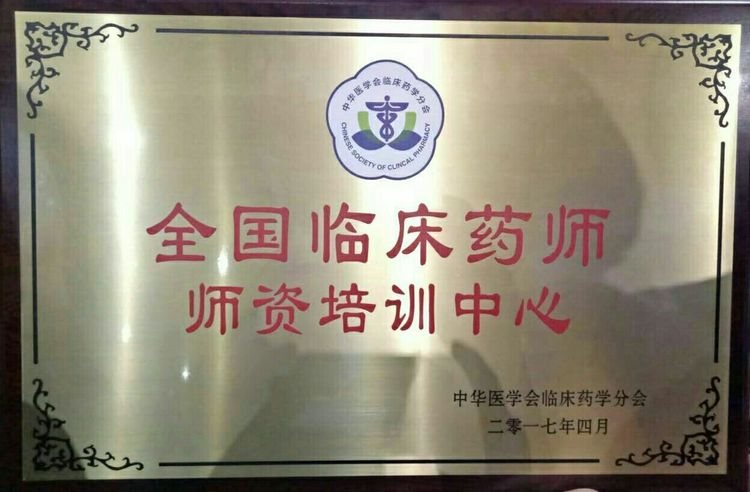 中华医学会临床药学分会
CHINESE SOCIETY OF CLINCAL PHARMACY
全国临床药师
师资培训中心
中华医学会临床药学分会
二零一七年四月